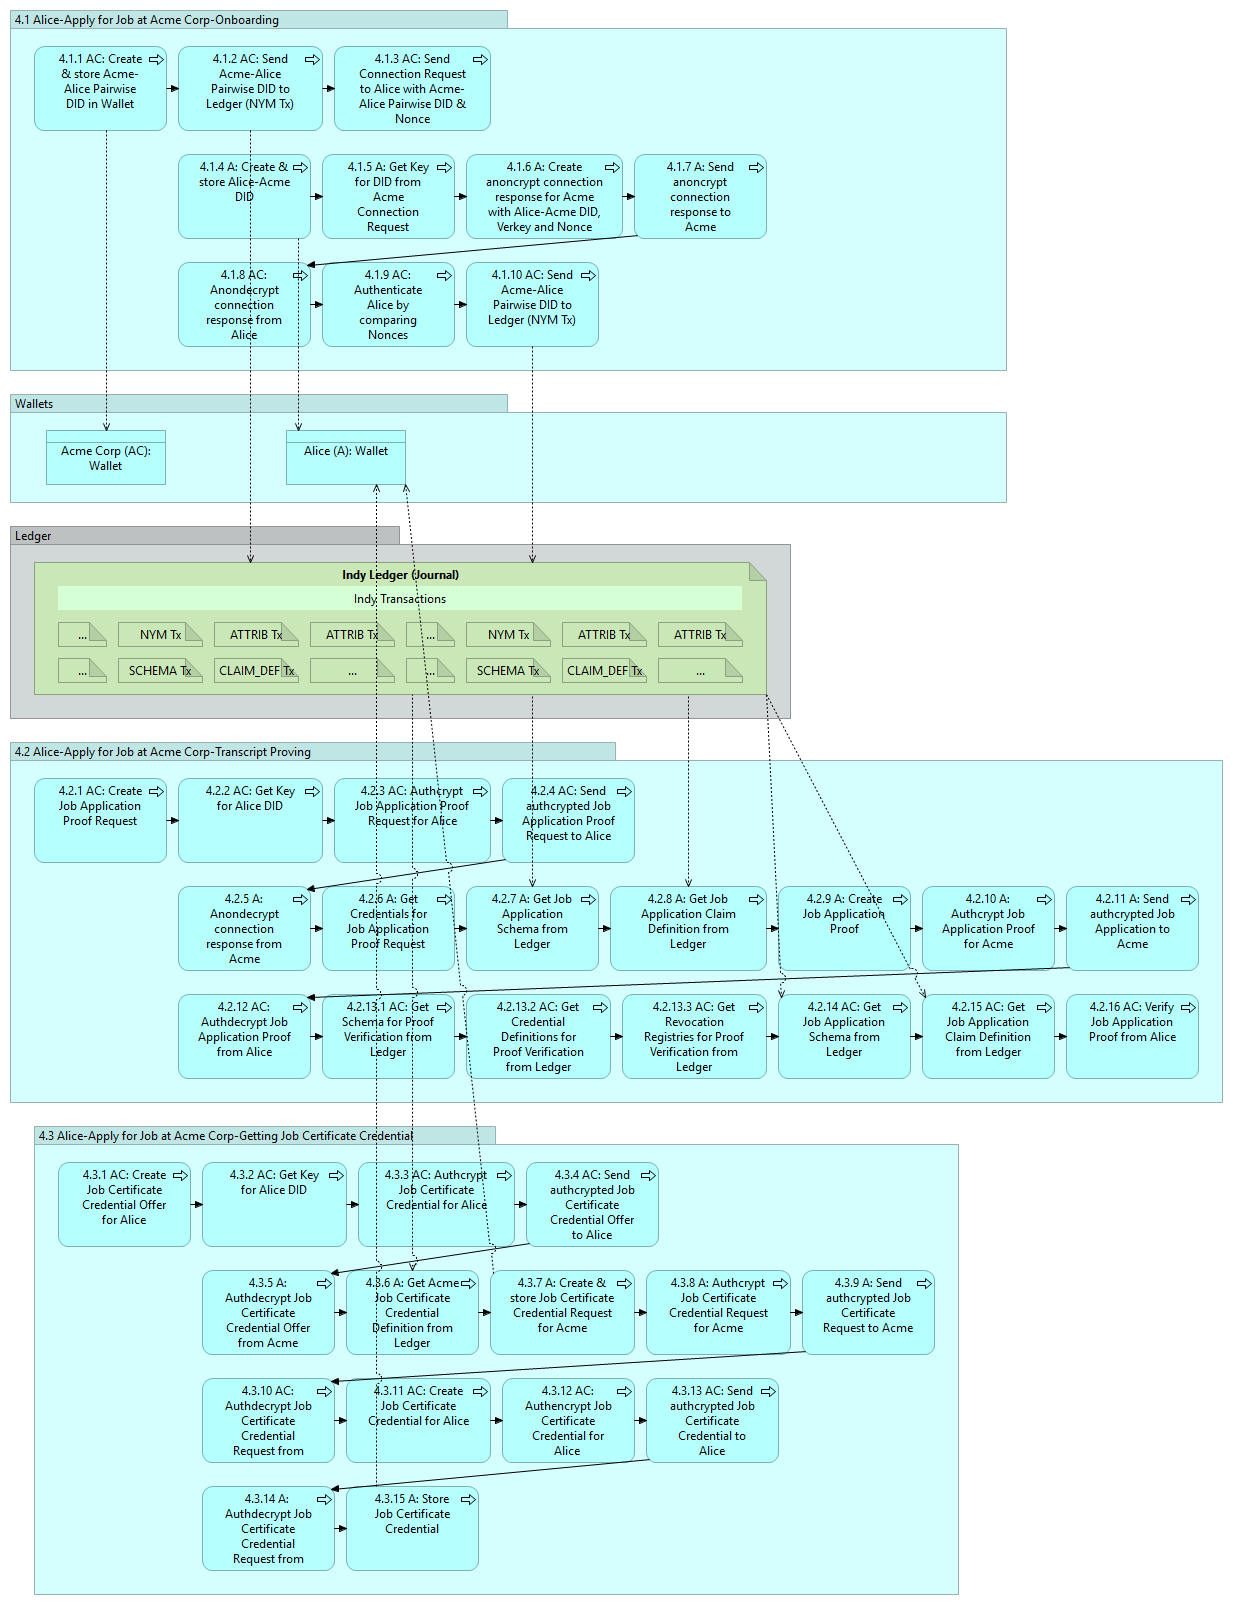 4.1 Alice-Apply for Job at Acme Corp-Onboarding
4.1.1 AC: Create
& store Acme-
Alice Pairwise
DID in Wallet
4.1.2 AC: Send
Acme-Alice
Pairwise DID to
Ledger (NYM Tx)
4.1.3 AC: Send
Connection Request
to Alice with Acme-
Alice Pairwise DID &
Nonce
4.1.4 A: Create &
store Alice-Acme
DID
4.1.5 A: Get Key
for DID from
Acme
Connection
Request
4.1.6 A: Create
anoncrypt connection
response for Acme
with Alice-Acme DID,
Verkey and Nonce
4.1.7 A: Send
anoncrypt
connection
response to
Acme
4.1.8 AC:
Anondecrypt
connection
response from
Alice
4.1.9 AC:
Authenticate
Alice by
comparing
Nonces
4.1.10 AC: Send
Acme-Alice
Pairwise DID to
Ledger (NYM Tx)
Wallets
Acme Corp (AC):
Wallet
Alice (A): Wallet
Ledger
Indy Ledger (Journal)
Indy Transactions
...
NYM Tx
ATTRIB Tx
ATTRIB Tx
...
NYM Tx
ATTRIB Tx
ATTRIB Tx
...
SCHEMA Tx
CLAIM_DEF Tx
...
...
SCHEMA Tx
CLAIM_DEF Tx
...
4.2 Alice-Apply for Job at Acme Corp-Transcript Proving
4.2.1 AC: Create
Job Application
Proof Request
4.2.2 AC: Get Key
for Alice DID
4.2.3 AC: Authcrypt
Job Application Proof
Request for Alice
4.2.4 AC: Send
authcrypted Job
Application Proof
Request to Alice
4.2.5 A:
Anondecrypt
connection
response from
Acme
4.2.6 A: Get
Credentials for
Job Application
Proof Request
4.2.7 A: Get Job
Application
Schema from
Ledger
4.2.8 A: Get Job
Application Claim
Definition from
Ledger
4.2.9 A: Create
Job Application
Proof
4.2.10 A:
Authcrypt Job
Application Proof
for Acme
4.2.11 A: Send
authcrypted Job
Application to
Acme
4.2.12 AC:
Authdecrypt Job
Application Proof
from Alice
4.2.13.1 AC: Get
Schema for Proof
Verification from
Ledger
4.2.13.2 AC: Get
Credential
Definitions for
Proof Verification
from Ledger
4.2.13.3 AC: Get
Revocation
Registries for Proof
Verification from
Ledger
4.2.14 AC: Get
Job Application
Schema from
Ledger
4.2.15 AC: Get
Job Application
Claim Definition
from Ledger
4.2.16 AC: Verify
Job Application
Proof from Alice
4.3 Alice-Apply for Job at Acme Corp-Getting Job Certificate Credential
4.3.1 AC: Create
Job Certificate
Credential Offer
for Alice
4.3.2 AC: Get Key
for Alice DID
4.3.3 AC: Authcrypt
Job Certificate
Credential for Alice
4.3.4 AC: Send
authcrypted Job
Certificate
Credential Offer
to Alice
4.3.5 A:
Authdecrypt Job
Certificate
Credential Offer
from Acme
4.3.6 A: Get Acme
Job Certificate
Credential
Definition from
Ledger
4.3.7 A: Create &
store Job Certificate
Credential Request
for Acme
4.3.8 A: Authcrypt
Job Certificate
Credential Request
for Acme
4.3.9 A: Send
authcrypted Job
Certificate
Request to Acme
4.3.10 AC:
Authdecrypt Job
Certificate
Credential
Request from
4.3.11 AC: Create
Job Certificate
Credential for Alice
4.3.12 AC:
Authencrypt Job
Certificate
Credential for
Alice
4.3.13 AC: Send
authcrypted Job
Certificate
Credential to
Alice
4.3.14 A:
Authdecrypt Job
Certificate
Credential
Request from
4.3.15 A: Store
Job Certificate
Credential